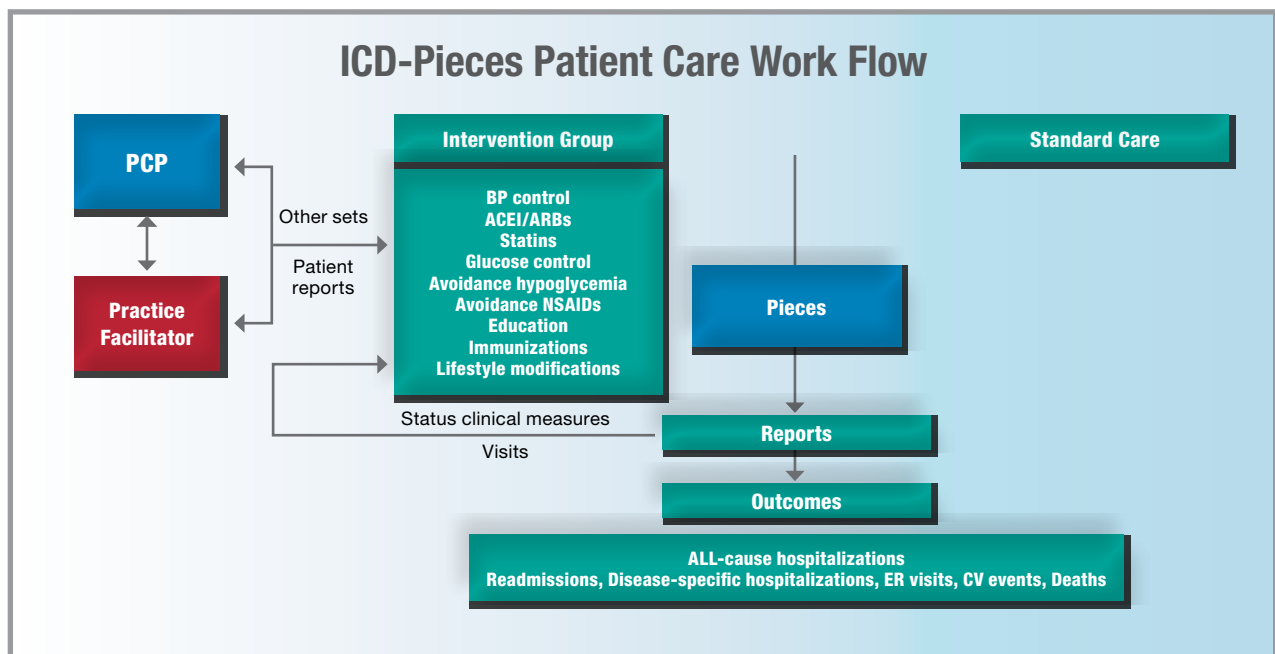 ICD-Pieces Patient Care Work Flow
PCP
Practice
Facilitator
Other sets
Patient
reports
Intervention Group
BP control
ACEI/ARBs
Statins
Glucose control
Avoidance hypoglycemia
Avoidance NSAIDs
Education
Immunizations
Lifestyle modifications
Standard Care
Pieces
Status clinical measures
Visits
Reports
Outcomes
ALL-cause hospitalizations
Readmissions, Disease-specific hospitalizations, ER visits, CV events, Deaths